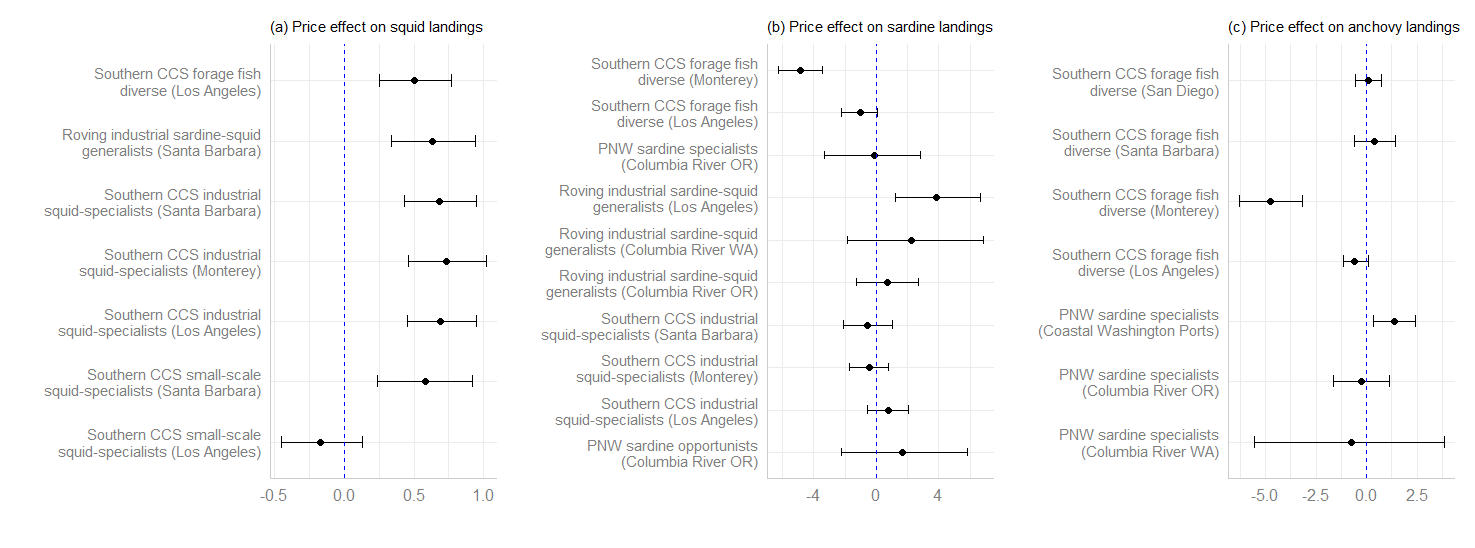 (a) Price effect on squid landings
Southern CCS forage fish
diverse (Los Angeles)
Roving industrial sardine-squid
generalists (Santa Barbara)
Southern CCS industrial
squid-specialists (Santa Barbara)
Southern CCS industrial
squid-specialists (Monterey)
Southern CCS industrial
squid-specialists (Los Angeles)
Southern CCS small-scale
squid-specialists (Santa Barbara)
Southern CCS small-scale
squid-specialists (Los Angeles)
-0.5 0.0 0.5 1.0
(b) Price effect on sardine landings
Southern CCS forage fish
diverse (Monterey)
Southern CCS forage fish
diverse (Los Angeles)
PNW sardine specialists
(Columbia River OR)
Roving industrial sardine-squid
generalists (Los Angeles)
Roving industrial sardine-squid
generalists (Columbia River WA)
Roving industrial sardine-squid
generalists (Columbia River OR)
Southern CCS industrial
squid-specialists (Santa Barbara)
Southern CCS industrial
squid-specialists (Monterey)
Southern CCS industrial
squid-specialists (Los Angeles)
PNW sardine opportunists
(Columbia River OR)
-4 0 4
(c) Price effect on anchovy landings
Southern CCS forage fish
diverse (San Diego)
Southern CCS forage fish
diverse (Santa Barbara)
Southern CCS forage fish
diverse (Monterey)
Southern CCS forage fish
diverse (Los Angeles)
PNW sardine specialists
(Coastal Washington Ports)
PNW sardine specialists
(Columbia River OR)
PNW sardine specialists
(Columbia River WA)
-5.0 -2.5 0.0 2.5